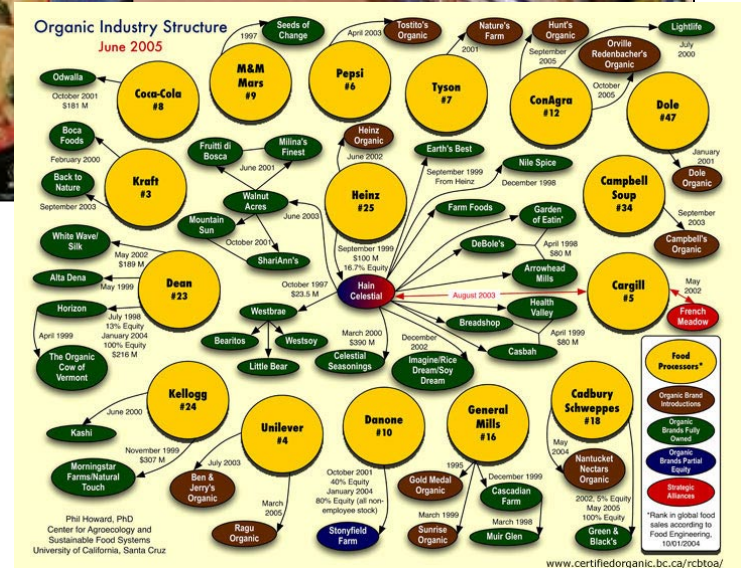 Organic Industry Structure
June 2005
Coca-Cola
#8
Odwalla
October 2001
$181 M
M&M
Mars
#9
1997
Seeds of
Change
Pepsi
#6
April 2003
Tostito's
Organic
Tyson
#7
2001
Nature's
Farm
ConAgra
#12
September
2005
Hunt's
Organic
October
2005
Orville
Redenbacher's
Organic
Lightlife
July
2000
Dole
#47
January
2001
Dole
Organic
Kraft
#3
Boca
Foods
February 2000
Back to
Nature
September 2003
Fruitti di
Bosca
Milina's
Finest
June 2001
Walnut
Acres
Mountain
Sun
October 2001
ShariAnn's
June 2003
Heinz
#25
Heinz
Organic
June 2002
September 1999
$100 M
16.7% Equity
Hain
Celestial
Earth's Best
September 1999
From Heinz
Nile Spice
December 1998
Farm Foods
Garden
of Eatin'
DeBole's
April 1998
$80 M
Arrowhead
Mills
Health
Valley
Breadshop
April 1999
$80 M
Casbah
Campbell
Soup
#34
September
2003
Campbell's
Organic
Cargill
#5
August 2003
May
2002
French
Meadow
Dean
#23
White Wave/
Silk
May 2002
$189 M
Alta Dena
May 1999
Horizon
July 1998
13% Equity
January 2004
100% Equity
$216 M
April 1999
The Organic
Cow of
Vermont
October 1997
$23.5 M
Westbrae
Bearitos
Westsoy
Little Bear
March 2000
$390 M
Celestial
Seasonings
December
2002
Imagine/Rice
Dream/Soy
Dream
Kellogg
#24
June 2000
Kashi
November 1999
$307 M
Morningstar
Farms/Natural
Touch
Unilever
#4
July 2003
Ben &
Jerry's
Organic
March
2005
Ragu
Organic
Danone
#10
October 2001
40% Equity
January 2004
80% Equity (all non-
employee stock)
Stonyfield
Farm
General
Mills
#16
1995
Gold Medal
Organic
March 1999
Sunrise
Organic
December 1999
Cascadian
Farm
March 1998
Muir Glen
Cadbury
Schweppes
#18
May
2004
Nantucket
Nectars
Organic
2002, 5% Equity
May 2005
100% Equity
Green &
Black's
Food
Processors*
Organic Brand
Introductions
Organic
Brands Fully
Owned
Organic
Brands Partial
Equity
Strategic
Alliances
*Rank in global food
sales according to
Food Engineering,
10/01/2004
Phil Howard, PhD
Center for Agroecology and
Sustainable Food Systems
University of California, Santa Cruz
www.certifiedorganic.bc.ca/rcbtoa/